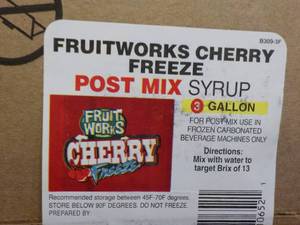 B309-3F
FRUITWORKS CHERRY
FREEZE
POST MIX SYRUP
3 GALLON
FOR POST-MIX USE IN
FROZEN CARBONATED
BEVERAGE MACHINES ONLY
Directions:
Mix with water to
target Brix of 13
FRUIT
WORKS
CHERRY
Freeze
Recommended storage between 45F-70F degrees.
STORE BELOW 90F DEGREES. DO NOT FREEZE
PREPARED BY
10652 1